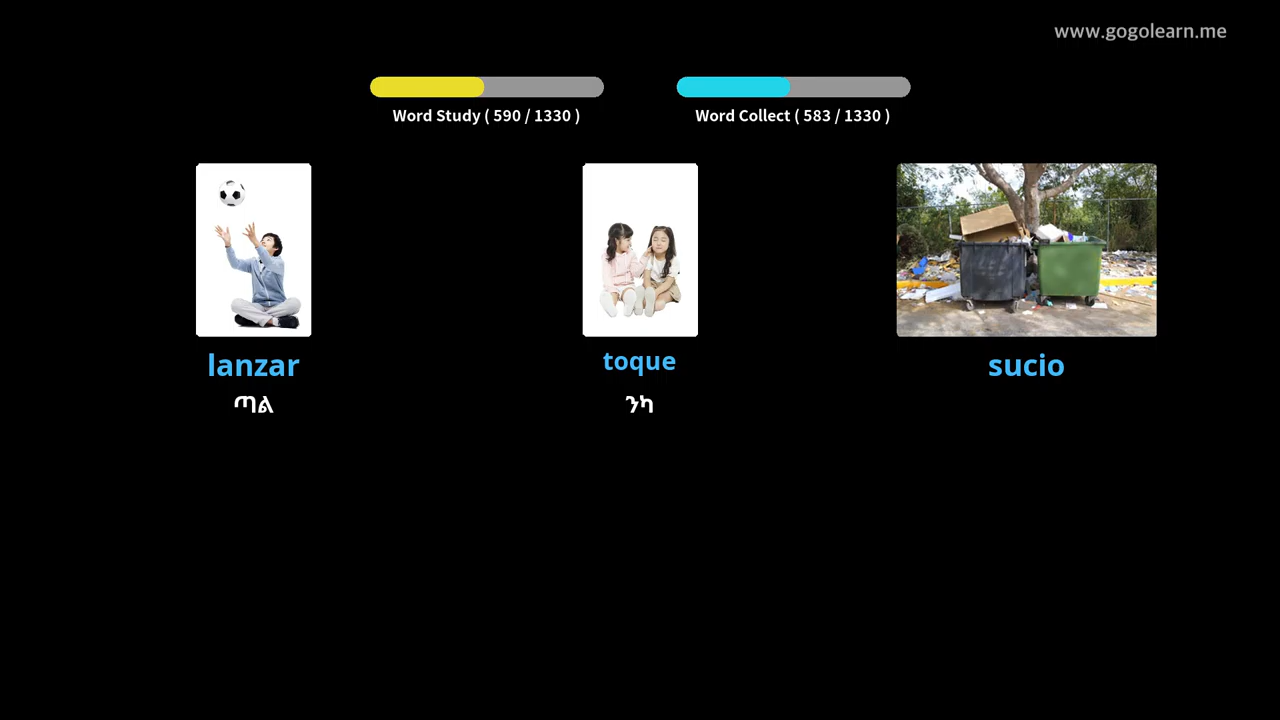 www.gogolearn.me
Word Study ( 590 / 1330 )
Word Collect ( 583 / 1330 )
lanzar
toque
sucio
ጣል
ንካ